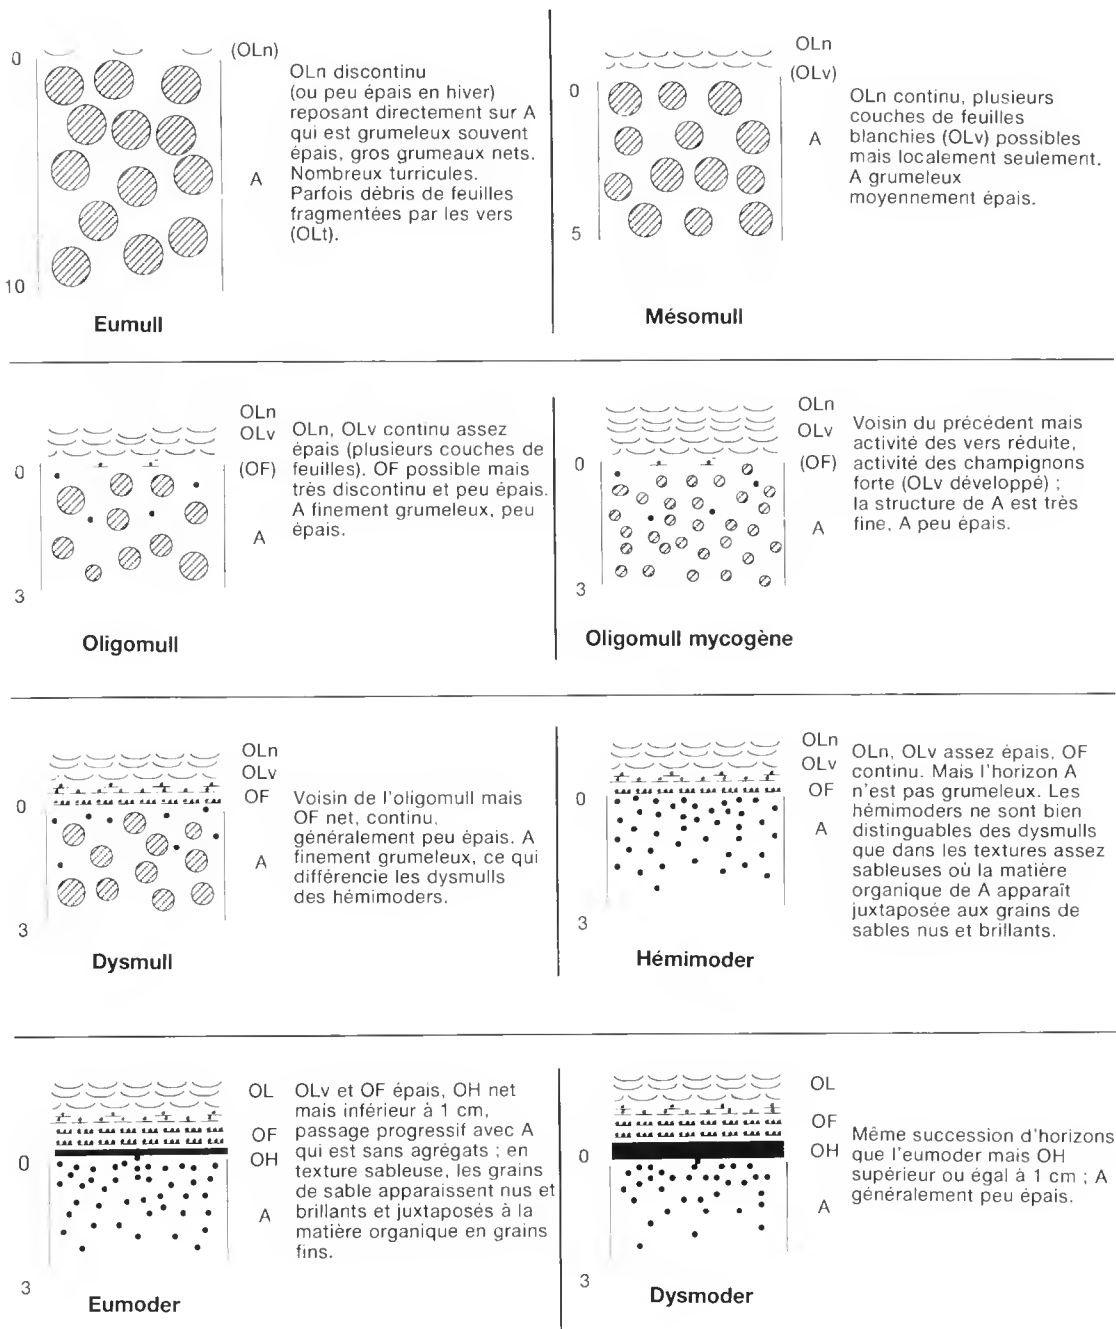 0
10
(OLn)
A
OLn discontinu
(ou peu épais en hiver)
reposant directement sur A
qui est grumeleux souvent
épais, gros grumeaux nets.
Nombreux turricules.
Parfois débris de feuilles
fragmentées par les vers
(OLt).
Eumull
0
5
OLn
(OLv)
A
OLn continu, plusieurs
couches de feuilles
blanchies (OLv) possibles
mais localement seulement.
A grumeleux
moyennement épais.
Mésomull
0
3
OLn
OLv
(OF)
A
OLn, OLv continu assez
épais (plusieurs couches de
feuilles). OF possible mais
très discontinu et peu épais.
A finement grumeleux, peu
épais.
Oligomull
0
3
OLn
OLv
(OF)
A
Voisin du précédent mais
activité des vers réduite,
activité des champignons
forte (OLv développé) ;
la structure de A est très
fine, A peu épais.
Oligomull mycogène
0
3
OLn
OLv
OF
A
Voisin de l'oligomull mais
OF net, continu,
généralement peu épais. A
finement grumeleux, ce qui
différencie les dysmulls
des hémimoders.
Dysmull
0
3
OLn
OLv
OF
A
OLn, OLv assez épais, OF
continu. Mais l'horizon A
n'est pas grumeleux. Les
hémimoders ne sont bien
distinguables des dysmulls
que dans les textures assez
sableuses où la matière
organique de A apparaît
juxtaposée aux grains de
sables nus et brillants.
Hémimoder
0
3
OL
OF
OH
A
OLv et OF épais, OH net
mais inférieur à 1 cm,
passage progressif avec A
qui est sans agrégats ; en
texture sableuse, les grains
de sable apparaissent nus et
brillants et juxtaposés à la
matière organique en grains
fins.
Eumoder
0
3
OL
OF
OH
A
Même succession d'horizons
que l'eumoder mais OH
supérieur ou égal à 1 cm ; A
généralement peu épais.
Dysmoder